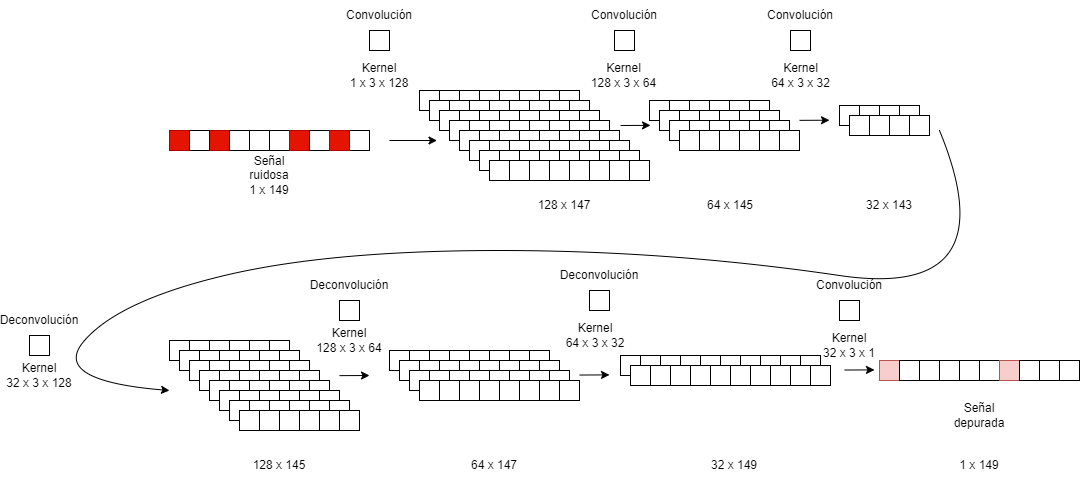 Convolución
Kernel
1 x 3 x 128
Convolución
Kernel
128 x 3 x 64
Convolución
Kernel
64 x 3 x 32
Señal
ruidosa
1 x 149
128 x 147
64 x 145
32 x 143
Deconvolución
Kernel
32 x 3 x 128
Deconvolución
Kernel
128 x 3 x 64
Deconvolución
Kernel
64 x 3 x 32
Convolución
Kernel
32 x 3 x 1
Señal
depurada
128 x 145
64 x 147
32 x 149
1 x 149